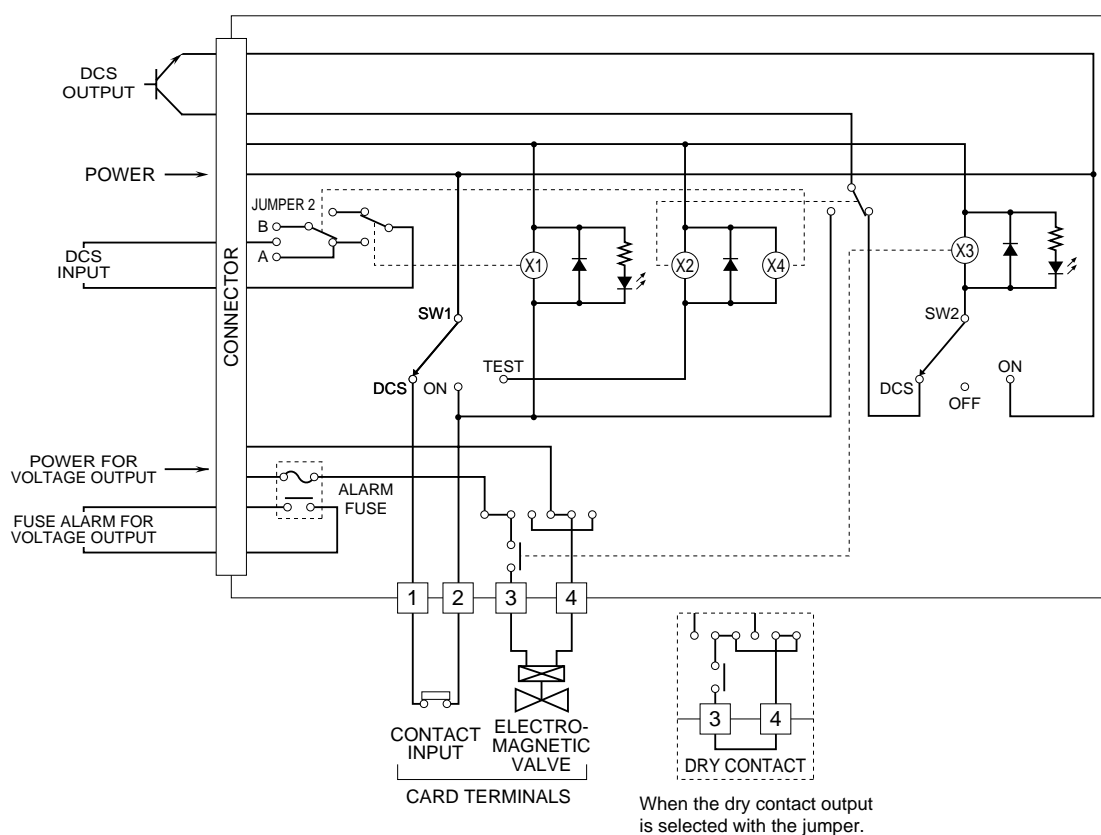 DCS
OUTPUT
POWER
JUMPER 2
B
A
DCS
INPUT
CONNECTOR
X1
X2
X4
X3
SW1
SW2
TEST
DCS
ON
DCS
OFF
ON
POWER FOR
VOLTAGE OUTPUT
ALARM
FUSE
FUSE ALARM FOR
VOLTAGE OUTPUT
1
2
3
4
CONTACT
INPUT
ELECTRO-
MAGNETIC
VALVE
CARD TERMINALS
3
4
DRY CONTACT
When the dry contact output
is selected with the jumper.